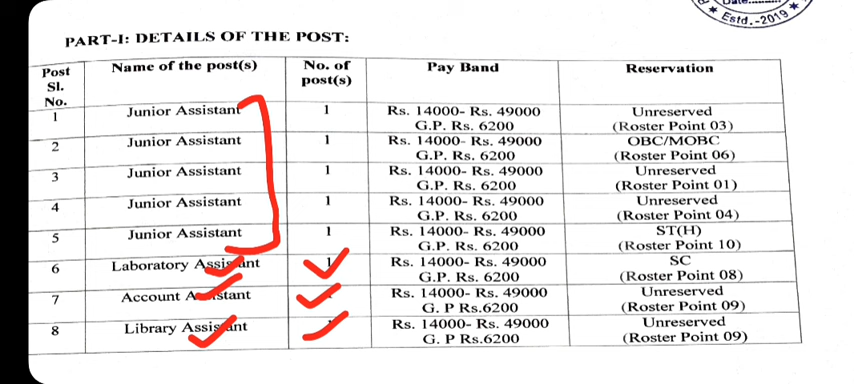 Date.........
Estd.-2019
PART-I: DETAILS OF THE POST:
Post Sl. No. Name of the post(s) No. of post(s) Pay Band Reservation
1 Junior Assistant 1 Rs. 14000- Rs. 49000 Unreserved
G.P. Rs. 6200 (Roster Point 03)
2 Junior Assistant 1 Rs. 14000- Rs. 49000 OBC/MOBC
G.P. Rs. 6200 (Roster Point 06)
3 Junior Assistant 1 Rs. 14000- Rs. 49000 Unreserved
G.P. Rs. 6200 (Roster Point 01)
4 Junior Assistant 1 Rs. 14000- Rs. 49000 Unreserved
G.P. Rs. 6200 (Roster Point 04)
5 Junior Assistant 1 Rs. 14000- Rs. 49000 ST(H)
G.P. Rs. 6200 (Roster Point 10)
6 Laboratory Assistant 1 Rs. 14000- Rs. 49000 SC
G.P. Rs. 6200 (Roster Point 08)
7 Account Assistant Rs. 14000- Rs. 49000 Unreserved
G. P Rs. 6200 (Roster Point 09)
8 Library Assistant Rs. 14000- Rs. 49000 Unreserved
G. P Rs.6200 (Roster Point 09)